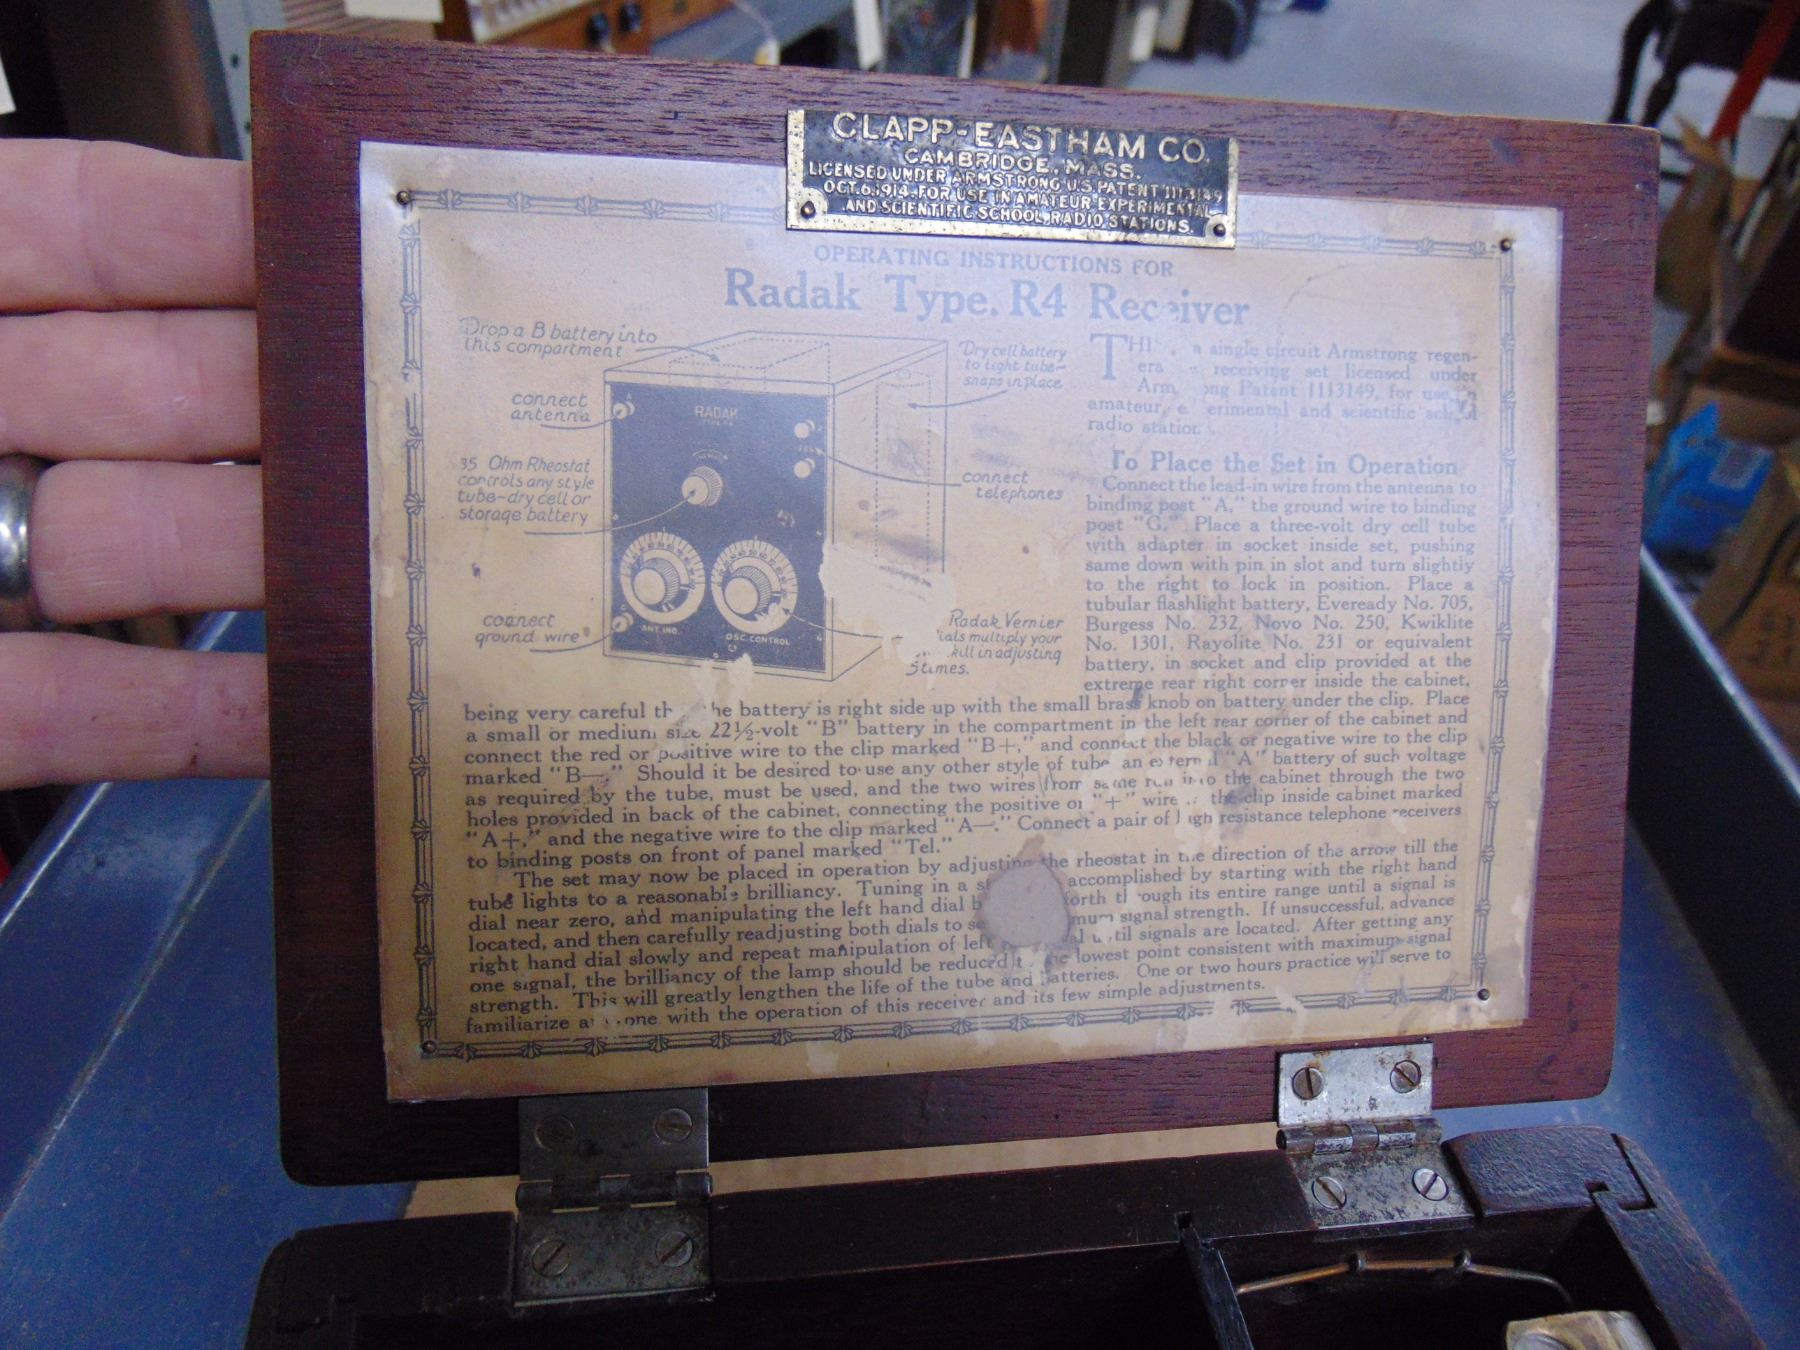 CLAPP-EASTHAM CO.
CAMBRIDGE, MASS.
LICENSED UNDER ARMSTRONG U.S. PATENT 1113149
OCT. 6, 1914, FOR USE IN AMATEUR, EXPERIMENTAL
AND SCIENTIFIC SCHOOL RADIO STATIONS.
OPERATING INSTRUCTIONS FOR
Radak Type. R4 Receiver
Drop a B battery into
this compartment
connect
antenna
35 Ohm Rheostat
controls any style
tube-dry cell or
storage battery
connect
ground wire
RADAK
ANT. IND.
OSC. CONTROL
Dry cell battery
to light tube-
snaps in place
connect
telephones
Radak Vernier
multiply your
in adjusting
5 times.
a single circuit Armstrong regen-
receiving set licensed under
Patent 1113149, for use
amateur, and scientific
radio
To Place the Set in Operation
Connect the lead-in wire from the antenna to
binding post "A," the ground wire to binding
post "G." Place a three-volt dry cell tube
with adapter in socket inside set, pushing
same down with pin in slot and turn slightly
to the right to lock in position. Place a
tubular flashlight battery, Eveready No. 705,
Burgess No. 232, Novo No. 250, Kwiklite
No. 1301, Rayolite No. 231 or equivalent
battery, in socket and clip provided at the
extreme rear right corner inside the cabinet,
being very careful battery is right side up with the small brass knob on battery under the clip. Place
a small or medium size 22½-volt "B" battery in the compartment in the left rear corner of the cabinet and
connect the red or positive wire to the clip marked "B+," and connect the black or negative wire to the clip
marked "B—." Should it be desired to use any other style of tube an external "A" battery of such voltage
as required by the tube, must be used, and the two wires from same run into the cabinet through the two
holes provided in back of the cabinet, connecting the positive or "+" wire the clip inside cabinet marked
"A+," and the negative wire to the clip marked "A—." Connect a pair of high resistance telephone receivers
to binding posts on front of panel marked "Tel."
The set may now be placed in operation by adjusting the rheostat in the direction of the arrow till the
tube lights to a reasonable brilliancy. Tuning in a accomplished by starting with the right hand
dial near zero, and manipulating the left hand dial forth through its entire range until a signal is
located, and then carefully readjusting both dials to signal strength. If unsuccessful, advance
right hand dial slowly and repeat manipulation of left until signals are located. After getting any
one signal, the brilliancy of the lamp should be reduced lowest point consistent with maximum signal
strength. This will greatly lengthen the life of the tube and batteries. One or two hours practice will serve to
familiarize with the operation of this receiver and its few simple adjustments.